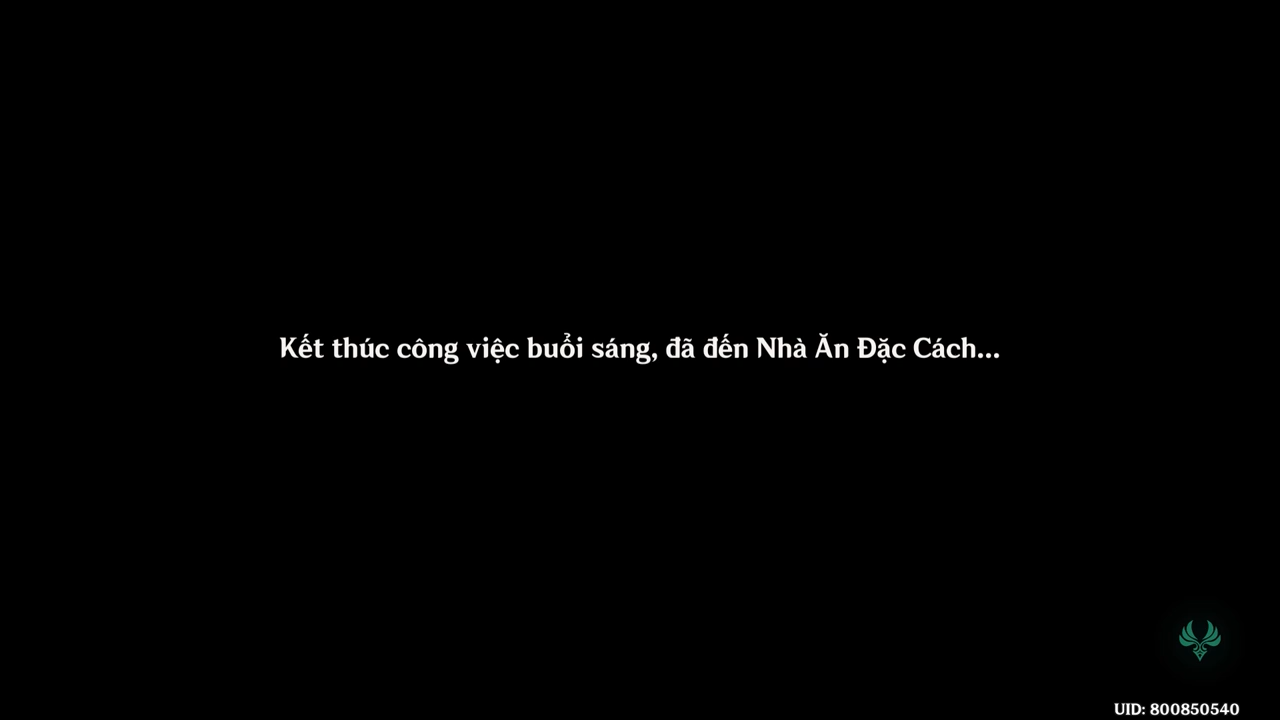 Kết thúc công việc buổi sáng, đã đến Nhà Ăn Đặc Cách...
UID: 800850540